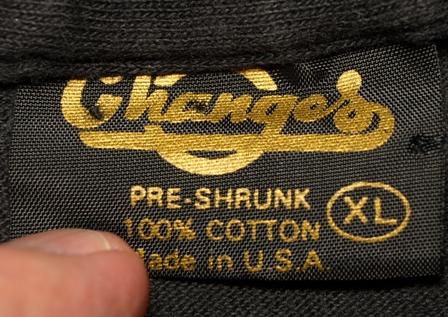 Changes
PRE-SHRUNK
XL
100% COTTON
Made in U.S.A.